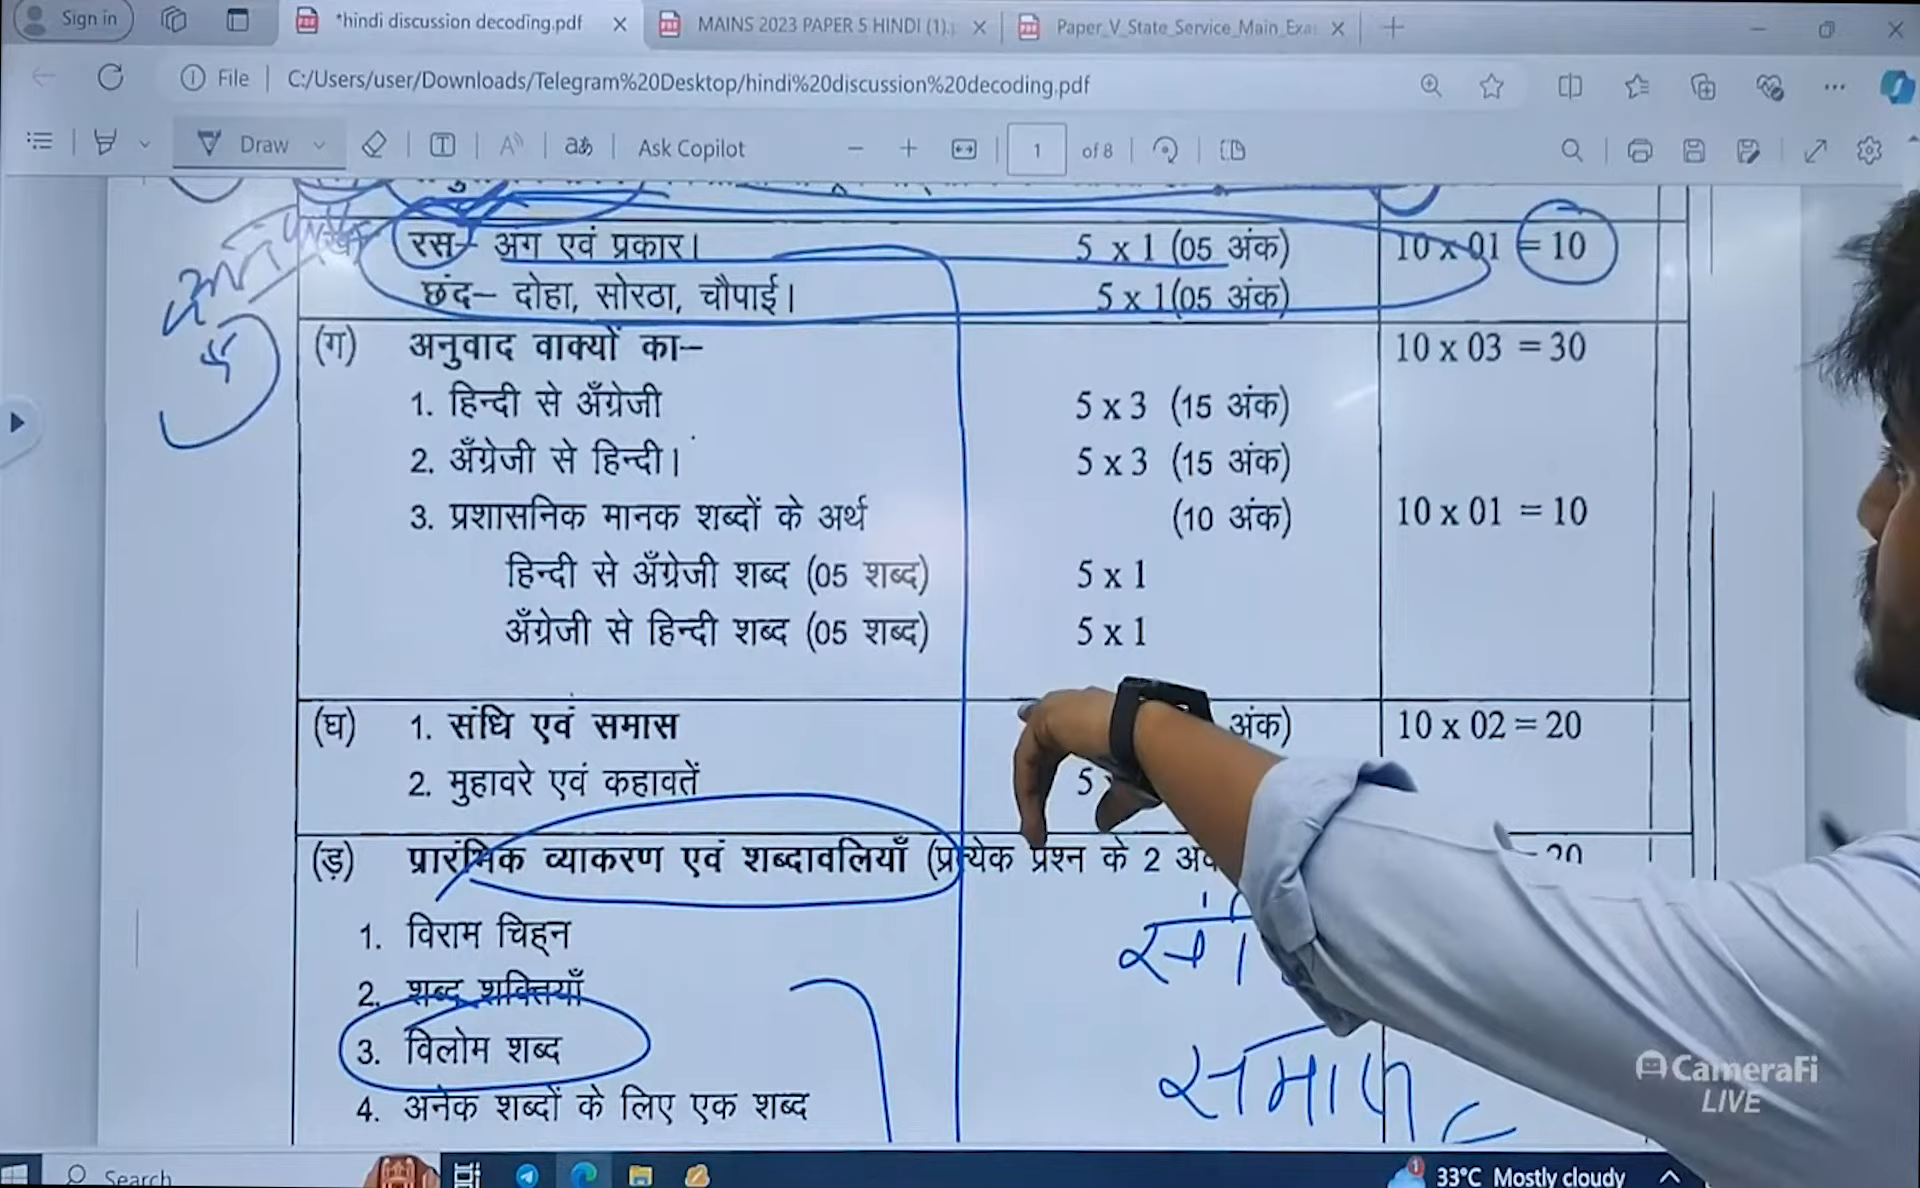 Sign in
*hindi discussion decoding.pdf
MAINS 2023 PAPER 5 HINDI (1).
Paper_V_State_Service_Main_Exa
File
C:/Users/user/Downloads/Telegram%20Desktop/hindi%20discussion%20decoding.pdf
Draw
aあ
Ask Copilot
1 of 8
रस– अंग एवं प्रकार। 5 x 1 (05 अंक) 10 x 01 = 10
छंद– दोहा, सोरठा, चौपाई। 5 x 1(05 अंक)
(ग) अनुवाद वाक्यों का– 10 x 03 = 30
1. हिन्दी से अँग्रेजी 5 x 3 (15 अंक)
2. अँग्रेजी से हिन्दी। 5 x 3 (15 अंक)
3. प्रशासनिक मानक शब्दों के अर्थ (10 अंक) 10 x 01 = 10
हिन्दी से अँग्रेजी शब्द (05 शब्द) 5 x 1
अँग्रेजी से हिन्दी शब्द (05 शब्द) 5 x 1
(घ) 1. संधि एवं समास अंक) 10 x 02 = 20
2. मुहावरे एवं कहावतें 5
(ड़) प्रारंभिक व्याकरण एवं शब्दावलियाँ (प्रत्येक प्रश्न के 2 20
1. विराम चिह्न
2. शब्द शक्तियाँ
3. विलोम शब्द
समास
4. अनेक शब्दों के लिए एक शब्द
CameraFi
LIVE
Search
1
33°C Mostly cloudy